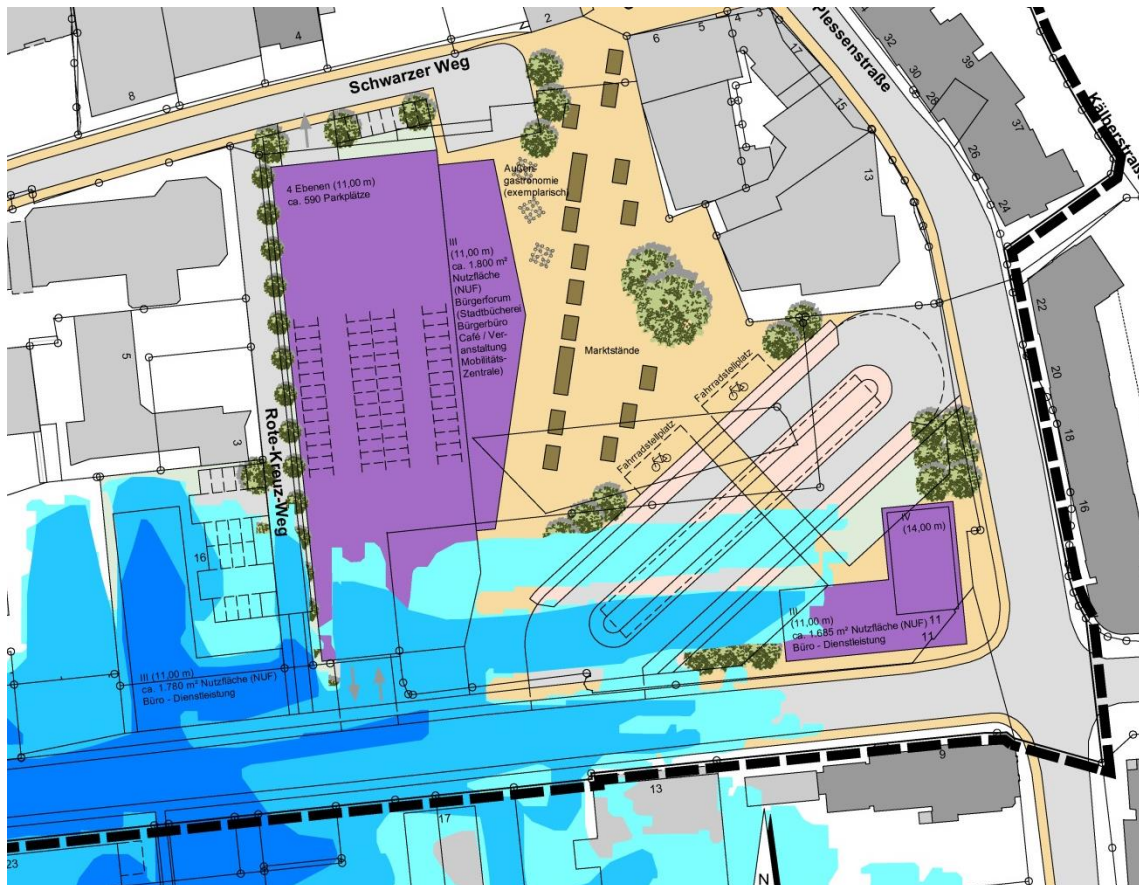 2
4
8
Schwarzer Weg
6
5
4
3
17
15
13
Plessenstraße
32
30
28
26
24
39
37
Kälberstraße
22
20
18
16
4 Ebenen (11,00 m)
ca. 590 Parkplätze
Außen-
gastronomie
(exemplarisch)
III
(11,00 m)
ca. 1.800 m²
Nutzfläche
(NUF)
Bürgerforum
(Stadtbücherei
Bürgerbüro
Café / Ver-
anstaltung
Mobilitäts-
Zentrale)
Marktstände
Fahrradstellplatz
Fahrradstellplatz
5
3
Rote-Kreuz-Weg
16
IV
(14,00 m)
III
(11,00 m)
ca. 1.685 m² Nutzfläche (NUF)
Büro - Dienstleistung
11
11
III (11,00 m)
ca. 1.780 m² Nutzfläche (NUF)
Büro - Dienstleistung
9
13
17
23
N